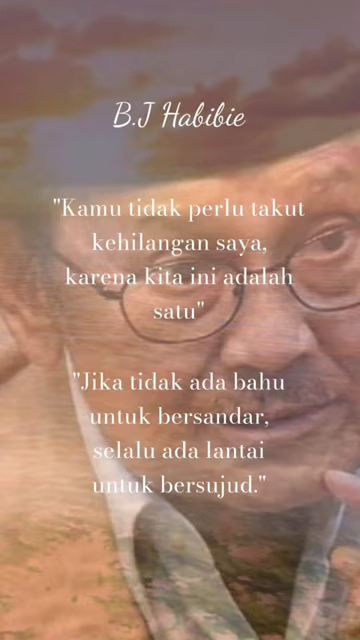 B.J Habibie
"Kamu tidak perlu takut
kehilangan saya,
karena kita ini adalah
satu"
"Jika tidak ada bahu
untuk bersandar,
selalu ada lantai
untuk bersujud."